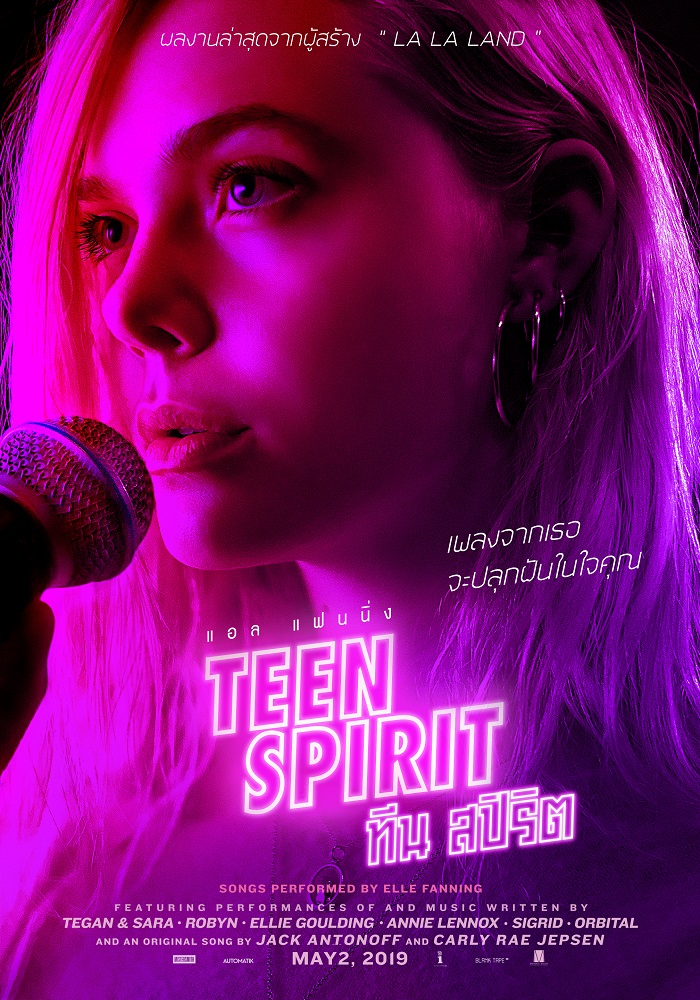 ผลงานล่าสุดจากผู้สร้าง "LA LA LAND"
เพลงจากเธอ
จะปลุกฝันในใจคุณ
แอล แฟนนิ่ง
TEEN
SPIRIT
ทีน สปิริต
SONGS PERFORMED BY ELLE FANNING
FEATURING PERFORMANCES OF AND MUSIC WRITTEN BY
TEGAN & SARA · ROBYN · ELLIE GOULDING · ANNIE LENNOX · SIGRID · ORBITAL
AND AN ORIGINAL SONG BY JACK ANTONOFF AND CARLY RAE JEPSEN
AUTOMATIK MAY2, 2019 BLANK TAPE